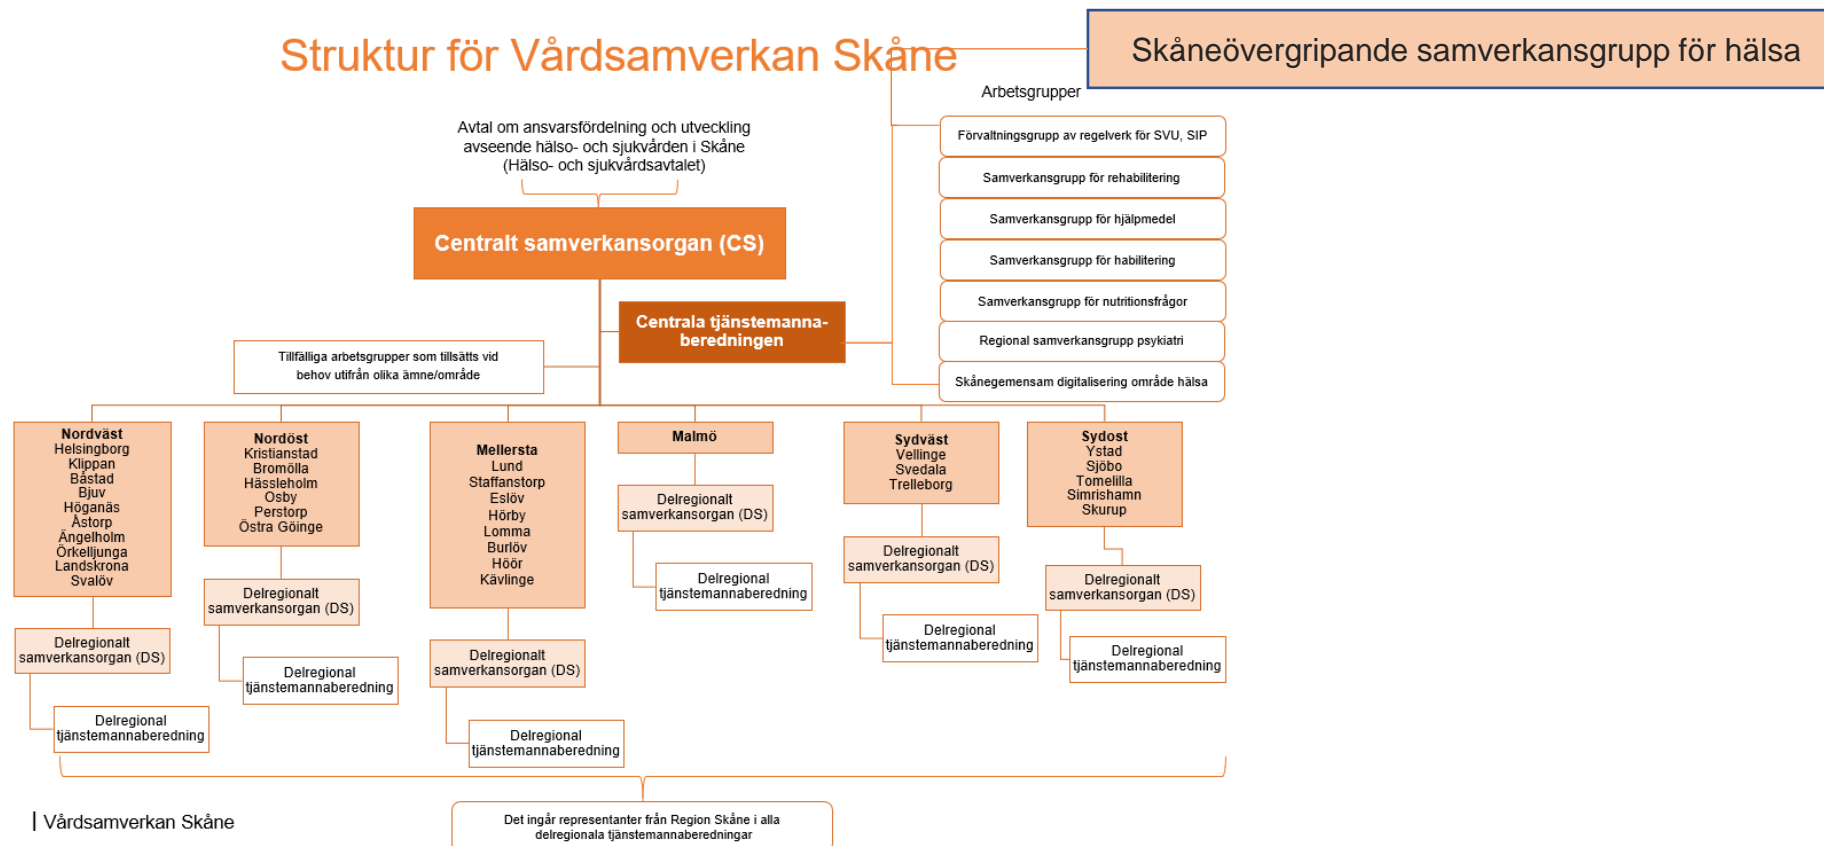 Struktur för Vårdsamverkan Skåne
Skåneövergripande samverkansgrupp för hälsa
Arbetsgrupper
Avtal om ansvarsfördelning och utveckling
avseende hälso- och sjukvården i Skåne
(Hälso- och sjukvårdsavtalet)
Förvaltningsgrupp av regelverk för SVU, SIP
Samverkansgrupp för rehabilitering
Samverkansgrupp för hjälpmedel
Samverkansgrupp för habilitering
Samverkansgrupp för nutritionsfrågor
Regional samverkansgrupp psykiatri
Skånegemensam digitalisering område hälsa
Centralt samverkansorgan (CS)
Centrala tjänstemanna-
beredningen
Tillfälliga arbetsgrupper som tillsätts vid
behov utifrån olika ämne/område
Nordväst
Helsingborg
Klippan
Båstad
Bjuv
Höganäs
Åstorp
Ängelholm
Örkelljunga
Landskrona
Svalöv
Delregionalt
samverkansorgan (DS)
Delregional
tjänstemannaberedning
Nordöst
Kristianstad
Bromölla
Hässleholm
Osby
Perstorp
Östra Göinge
Delregionalt
samverkansorgan (DS)
Delregional
tjänstemannaberedning
Mellersta
Lund
Staffanstorp
Eslöv
Hörby
Lomma
Burlöv
Höör
Kävlinge
Delregionalt
samverkansorgan (DS)
Delregional
tjänstemannaberedning
Malmö
Delregionalt
samverkansorgan (DS)
Delregional
tjänstemannaberedning
Sydväst
Vellinge
Svedala
Trelleborg
Delregionalt
samverkansorgan (DS)
Delregional
tjänstemannaberedning
Sydost
Ystad
Sjöbo
Tomelilla
Simrishamn
Skurup
Delregionalt
samverkansorgan (DS)
Delregional
tjänstemannaberedning
Det ingår representanter från Region Skåne i alla
delregionala tjänstemannaberedningar
| Vårdsamverkan Skåne